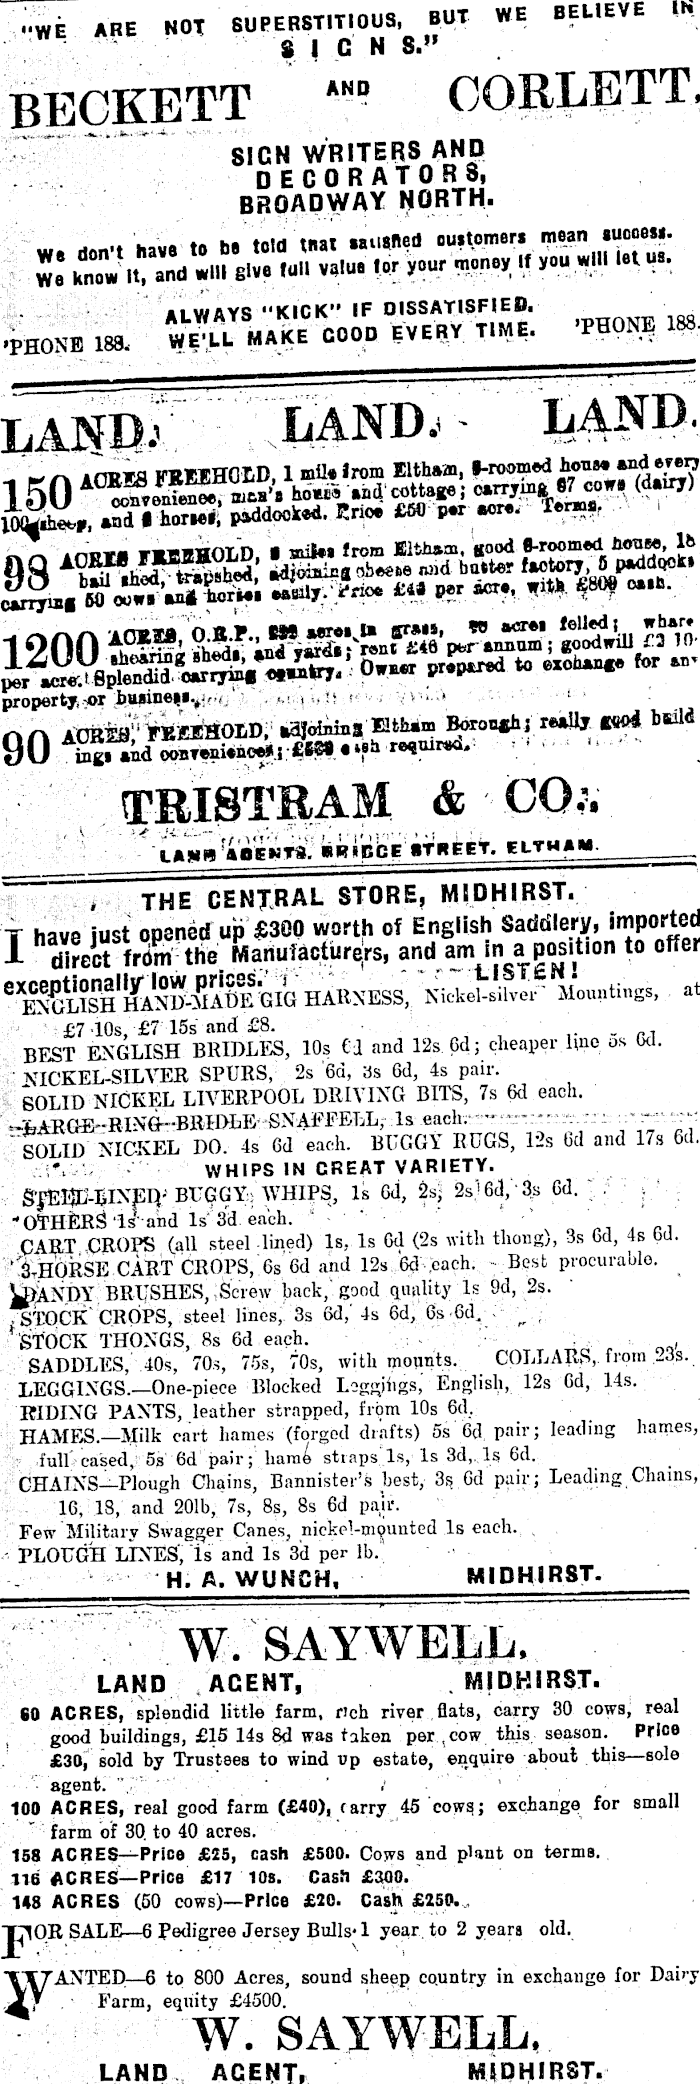 "WE ARE NOT SUPERSTITIOUS, BUT WE BELIEVE IN
SIGNS."
BECKETT AND CORLETT,
SIGN WRITERS AND
DECORATORS,
BROADWAY NORTH.
We don't have to be told that satisfied customers mean success.
We know it, and will give full value for your money if you will let us.
ALWAYS "KICK" IF DISSATISFIED.
'PHONE 188. WE'LL MAKE GOOD EVERY TIME. 'PHONE 188.
LAND. LAND. LAND.
150 ACRES FREEHOLD, 1 mile from Eltham, -roomed house and every
convenience, men's house and cottage; carrying 67 cows (dairy)
100 sheep, and horses, paddocked. Price £50 per acre. Terms.
98 ACRES FREEHOLD, miles from Eltham, good 8-roomed house, 18
bail shed, trapshed, adjoining cheese and butter factory, 5 paddocks
carrying 50 cows and horses easily. Price per acre, with £800 cash.
1200 ACRES, O.R.P., acres in grass, acres felled; whare
shearing sheds, and yards; rent £46 per annum; goodwill £2 10-
per acre. Splendid carrying country. Owner prepared to exchange for any
property or business.
90 ACRES, FREEHOLD, adjoining Eltham Borough; really good build
ings and conveniences; cash required.
TRISTRAM & CO.,
LAND AGENTS. BRIDGE STREET. ELTHAM.
THE CENTRAL STORE, MIDHIRST.
I have just opened up £300 worth of English Saddlery, imported
direct from the Manufacturers, and am in a position to offer
exceptionally low prices. LISTEN!
ENGLISH HAND-MADE GIG HARNESS, Nickel-silver Mountings, at
£7 10s, £7 15s and £8.
BEST ENGLISH BRIDLES, 10s 6d and 12s 6d; cheaper line 5s 6d.
NICKEL-SILVER SPURS, 2s 6d, 3s 6d, 4s pair.
SOLID NICKEL LIVERPOOL DRIVING BITS, 7s 6d each.
LARGE RING BRIDLE SNAFFELL, 1s each.
SOLID NICKEL DO. 4s 6d each. BUGGY RUGS, 12s 6d and 17s 6d.
WHIPS IN GREAT VARIETY.
STEEL-LINED BUGGY WHIPS, 1s 6d, 2s, 2s 6d, 3s 6d.
OTHERS 1s and 1s 3d each.
CART CROPS (all steel lined) 1s, 1s 6d (2s with thong), 3s 6d, 4s 6d.
3-HORSE CART CROPS, 6s 6d and 12s 6d each. - Best procurable.
DANDY BRUSHES, Screw back, good quality 1s 9d, 2s.
STOCK CROPS, steel lines, 3s 6d, 4s 6d, 6s 6d.
STOCK THONGS, 8s 6d each.
SADDLES, 40s, 70s, 75s, 70s, with mounts. COLLARS, from 23s.
LEGGINGS.—One-piece Blocked Leggings, English, 12s 6d, 14s.
RIDING PANTS, leather strapped, from 10s 6d.
HAMES.—Milk cart hames (forged drafts) 5s 6d pair; leading hames,
full cased, 5s 6d pair; hame straps 1s, 1s 3d, 1s 6d.
CHAINS—Plough Chains, Bannister's best, 3s 6d pair; Leading Chains,
16, 18, and 20lb, 7s, 8s, 8s 6d pair.
Few Military Swagger Canes, nickel-mounted 1s each.
PLOUGH LINES, 1s and 1s 3d per lb.
H. A. WUNCH, MIDHIRST.
W. SAYWELL,
LAND AGENT, MIDHIRST.
60 ACRES, splendid little farm, rich river flats, carry 30 cows, real
good buildings, £15 14s 8d was taken per cow this season. Price
£30, sold by Trustees to wind up estate, enquire about this—sole
agent.
100 ACRES, real good farm (£40), carry 45 cows; exchange for small
farm of 30 to 40 acres.
158 ACRES—Price £25, cash £500. Cows and plant on terms.
116 ACRES—Price £17 10s. Cash £300.
148 ACRES (50 cows)—Price £20. Cash £250.
FOR SALE—6 Pedigree Jersey Bulls 1 year to 2 years old.
WANTED—6 to 800 Acres, sound sheep country in exchange for Dairy
Farm, equity £4500.
W. SAYWELL,
LAND AGENT, MIDHIRST.